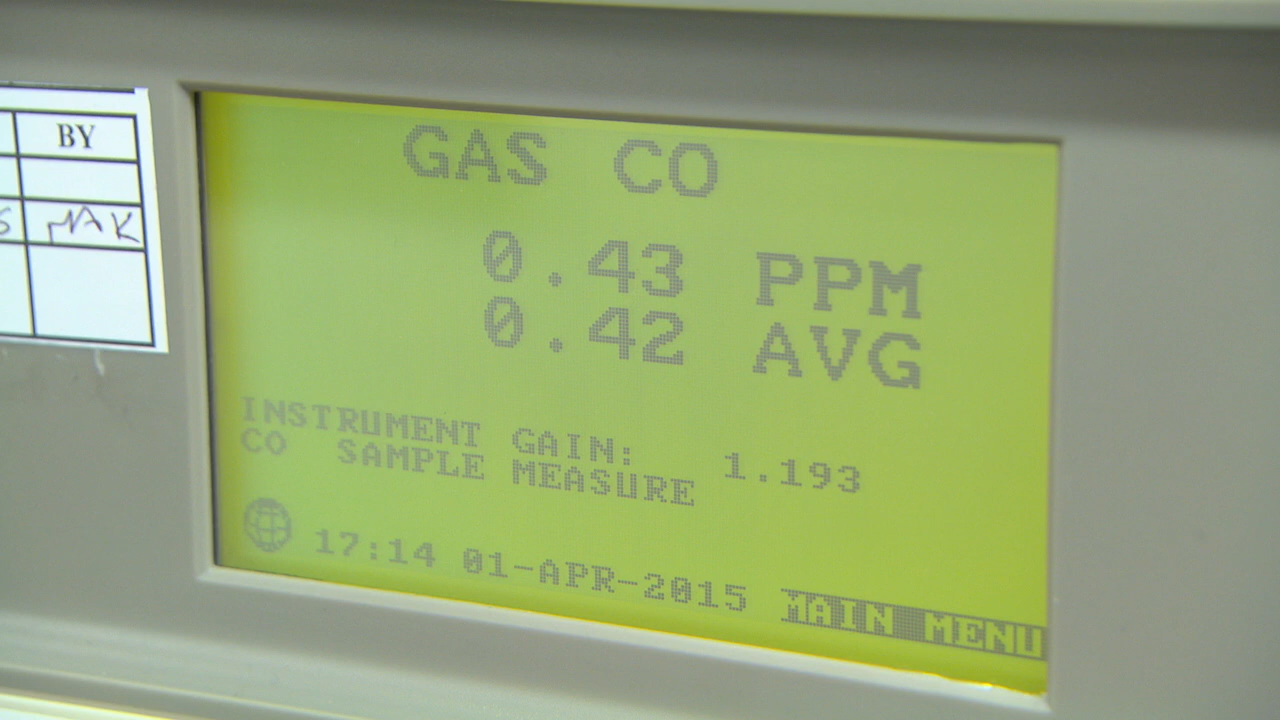 BY
MAK
GAS CO
0.43 PPM
0.42 AVG
INSTRUMENT GAIN: 1.193
CO SAMPLE MEASURE
17:14 01-APR-2015 MAIN MENU